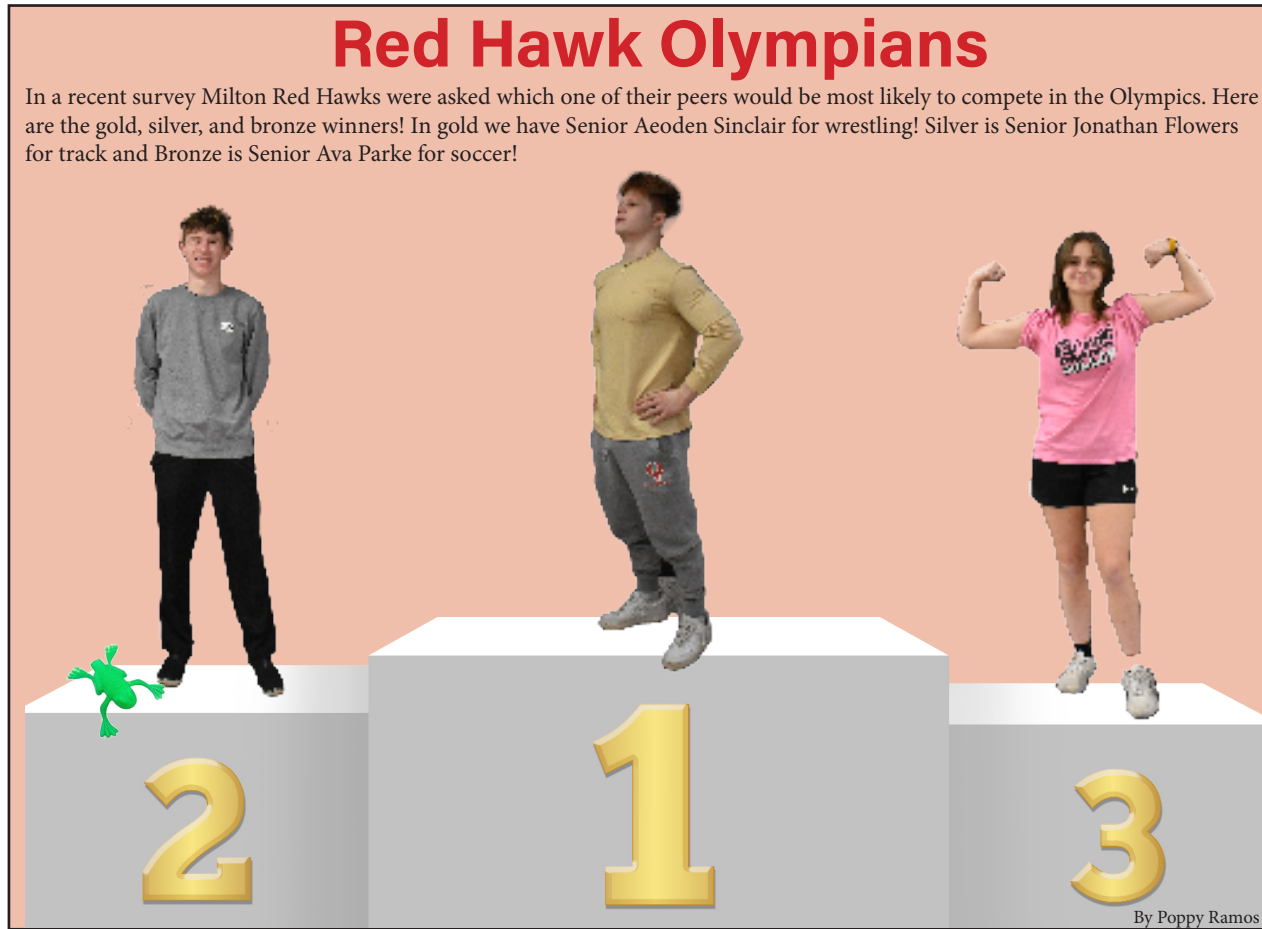 Red Hawk Olympians
In a recent survey Milton Red Hawks were asked which one of their peers would be most likely to compete in the Olympics. Here
are the gold, silver, and bronze winners! In gold we have Senior Aeoden Sinclair for wrestling! Silver is Senior Jonathan Flowers
for track and Bronze is Senior Ava Parke for soccer!
2
1
3
By Poppy Ramos